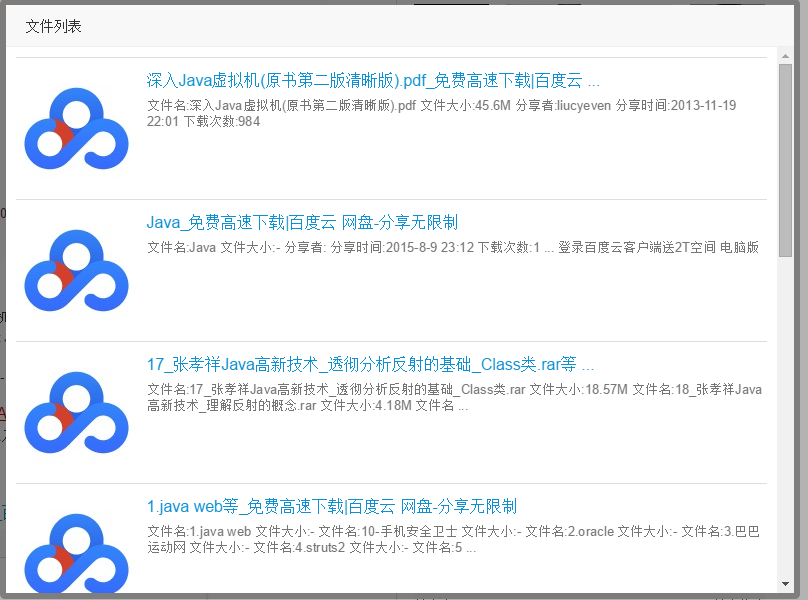 文件列表
深入Java虚拟机(原书第二版清晰版).pdf_免费高速下载|百度云 ...
文件名:深入Java虚拟机(原书第二版清晰版).pdf 文件大小:45.6M 分享者:liucyeven 分享时间:2013-11-19
22:01 下载次数:984
Java_免费高速下载|百度云 网盘-分享无限制
文件名:Java 文件大小:- 分享者: 分享时间:2015-8-9 23:12 下载次数:1 ... 登录百度云客户端送2T空间 电脑版
17_张孝祥Java高新技术_透彻分析反射的基础_Class类.rar等 ...
文件名:17_张孝祥Java高新技术_透彻分析反射的基础_Class类.rar 文件大小:18.57M 文件名:18_张孝祥Java
高新技术_理解反射的概念.rar 文件大小:4.18M 文件名 ...
1.java web等_免费高速下载|百度云 网盘-分享无限制
文件名:1.java web 文件大小:- 文件名:10-手机安全卫士 文件大小:- 文件名:2.oracle 文件大小:- 文件名:3.巴巴
运动网 文件大小:- 文件名:4.struts2 文件大小:- 文件名:5 ...